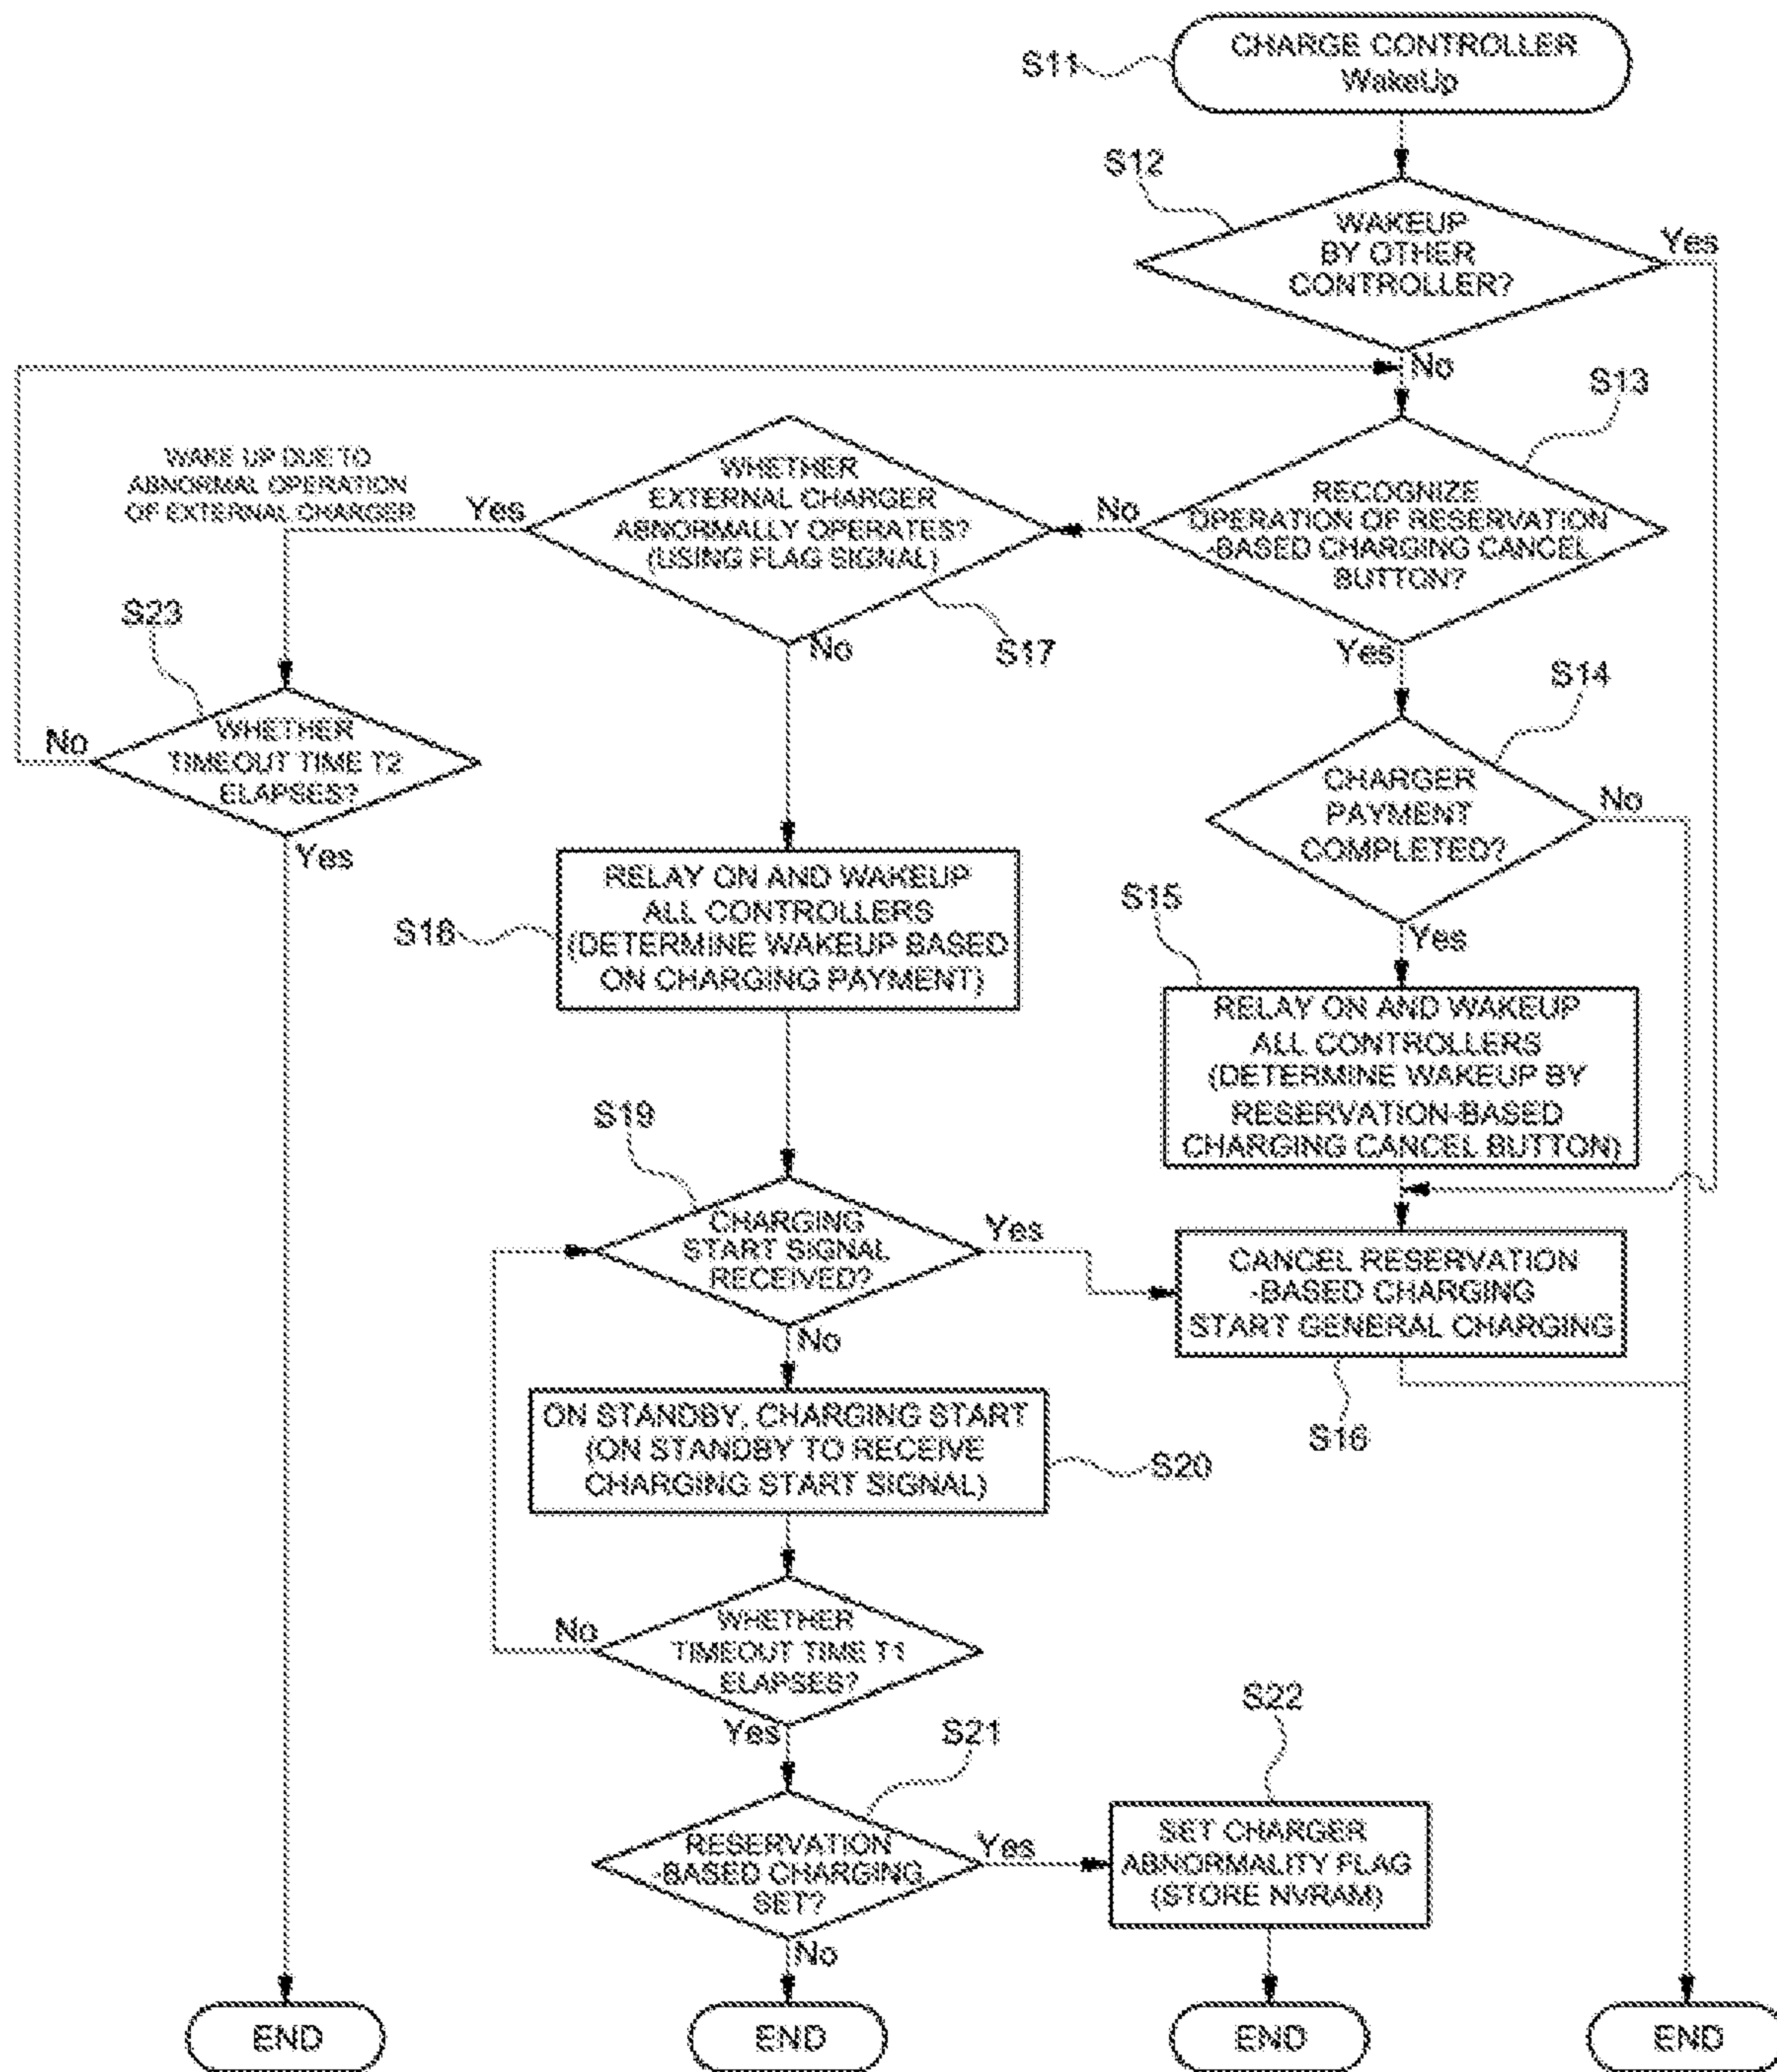 S11
CHARGE CONTROLLER
WakeUp
S12
WAKEUP
BY OTHER
CONTROLLER?
Yes
No
S13
RECOGNIZE
OPERATION OF RESERVATION
-BASED CHARGING CANCEL
BUTTON?
No
Yes
WHETHER
EXTERNAL CHARGER
ABNORMALLY OPERATES?
(USING FLAG SIGNAL)
S17
Yes
No
WAKE UP DUE TO
ABNORMAL OPERATION
OF EXTERNAL CHARGER
S23
WHETHER
TIMEOUT TIME T2
ELAPSES?
No
Yes
S14
CHARGER
PAYMENT
COMPLETED?
No
Yes
S18
RELAY ON AND WAKEUP
ALL CONTROLLERS
(DETERMINE WAKEUP BASED
ON CHARGING PAYMENT)
S15
RELAY ON AND WAKEUP
ALL CONTROLLERS
(DETERMINE WAKEUP BY
RESERVATION-BASED
CHARGING CANCEL BUTTON)
S19
CHARGING
START SIGNAL
RECEIVED?
Yes
No
CANCEL RESERVATION
-BASED CHARGING
START GENERAL CHARGING
S16
ON STANDBY, CHARGING START
(ON STANDBY TO RECEIVE
CHARGING START SIGNAL)
S20
WHETHER
TIMEOUT TIME T1
ELAPSES?
No
Yes
S21
RESERVATION
-BASED CHARGING
SET?
Yes
No
S22
SET CHARGER
ABNORMALITY FLAG
(STORE NVRAM)
END
END
END
END